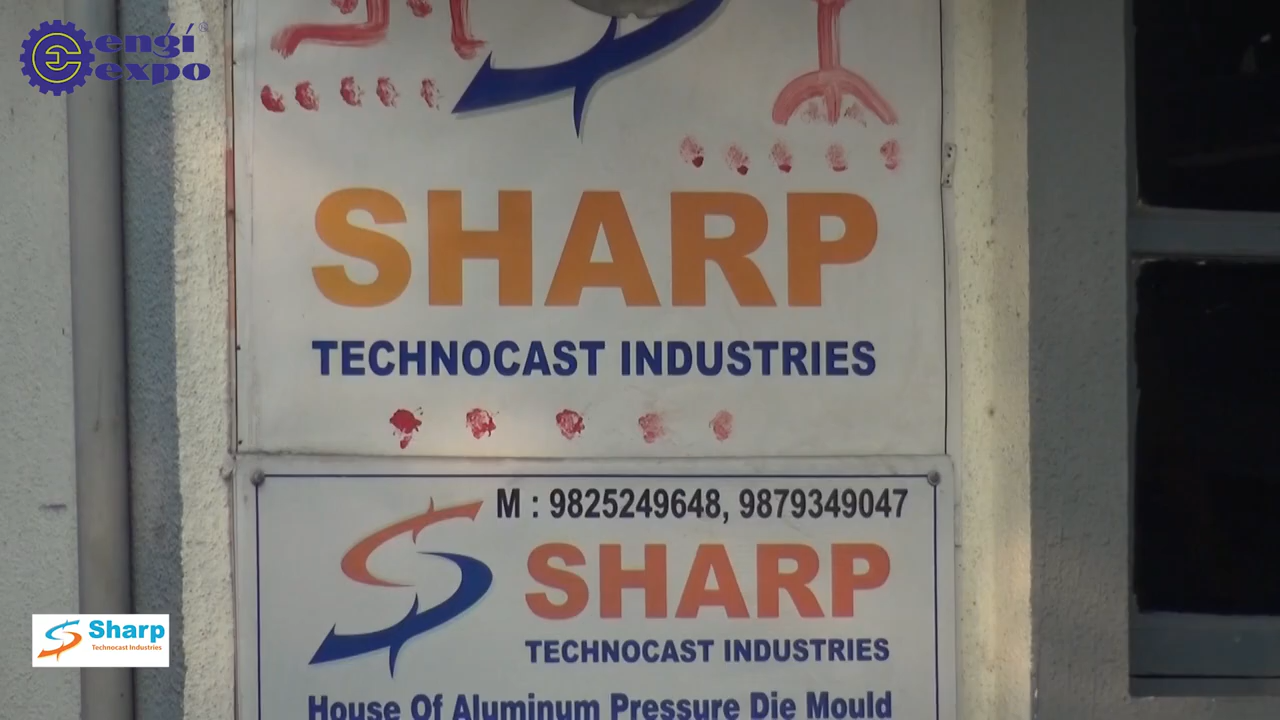 engi
expo
SHARP
TECHNOCAST INDUSTRIES
M : 9825249648, 9879349047
SHARP
TECHNOCAST INDUSTRIES
House Of Aluminum Pressure Die Mould
Sharp
Technocast Industries